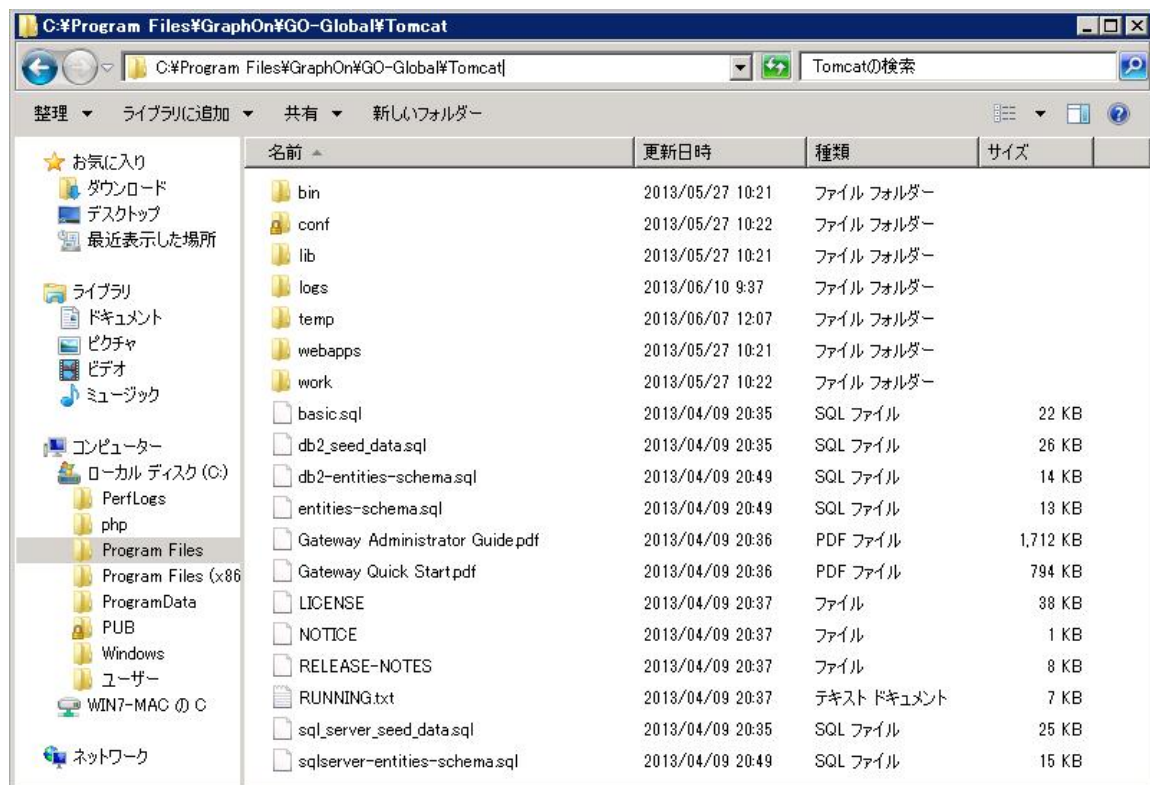 C:¥Program Files¥GraphOn¥GO-Global¥Tomcat
C:¥Program Files¥GraphOn¥GO-Global¥Tomcat
Tomcatの検索
整理 ライブラリに追加 共有 新しいフォルダー
お気に入り
ダウンロード
デスクトップ
最近表示した場所
ライブラリ
ドキュメント
ピクチャ
ビデオ
ミュージック
コンピューター
ローカル ディスク (C:)
PerfLogs
php
Program Files
Program Files (x86
ProgramData
PUB
Windows
ユーザー
WIN7-MAC の C
ネットワーク
名前 更新日時 種類 サイズ
bin 2013/05/27 10:21 ファイル フォルダー
conf 2013/05/27 10:22 ファイル フォルダー
lib 2013/05/27 10:21 ファイル フォルダー
logs 2013/06/10 9:37 ファイル フォルダー
temp 2013/06/07 12:07 ファイル フォルダー
webapps 2013/05/27 10:21 ファイル フォルダー
work 2013/05/27 10:22 ファイル フォルダー
basic.sql 2013/04/09 20:35 SQL ファイル 22 KB
db2_seed_data.sql 2013/04/09 20:35 SQL ファイル 26 KB
db2-entities-schema.sql 2013/04/09 20:49 SQL ファイル 14 KB
entities-schema.sql 2013/04/09 20:49 SQL ファイル 13 KB
Gateway Administrator Guide.pdf 2013/04/09 20:36 PDF ファイル 1,712 KB
Gateway Quick Start.pdf 2013/04/09 20:36 PDF ファイル 794 KB
LICENSE 2013/04/09 20:37 ファイル 38 KB
NOTICE 2013/04/09 20:37 ファイル 1 KB
RELEASE-NOTES 2013/04/09 20:37 ファイル 8 KB
RUNNING.txt 2013/04/09 20:37 テキスト ドキュメント 7 KB
sql_server_seed_data.sql 2013/04/09 20:35 SQL ファイル 25 KB
sqlserver-entities-schema.sql 2013/04/09 20:49 SQL ファイル 15 KB